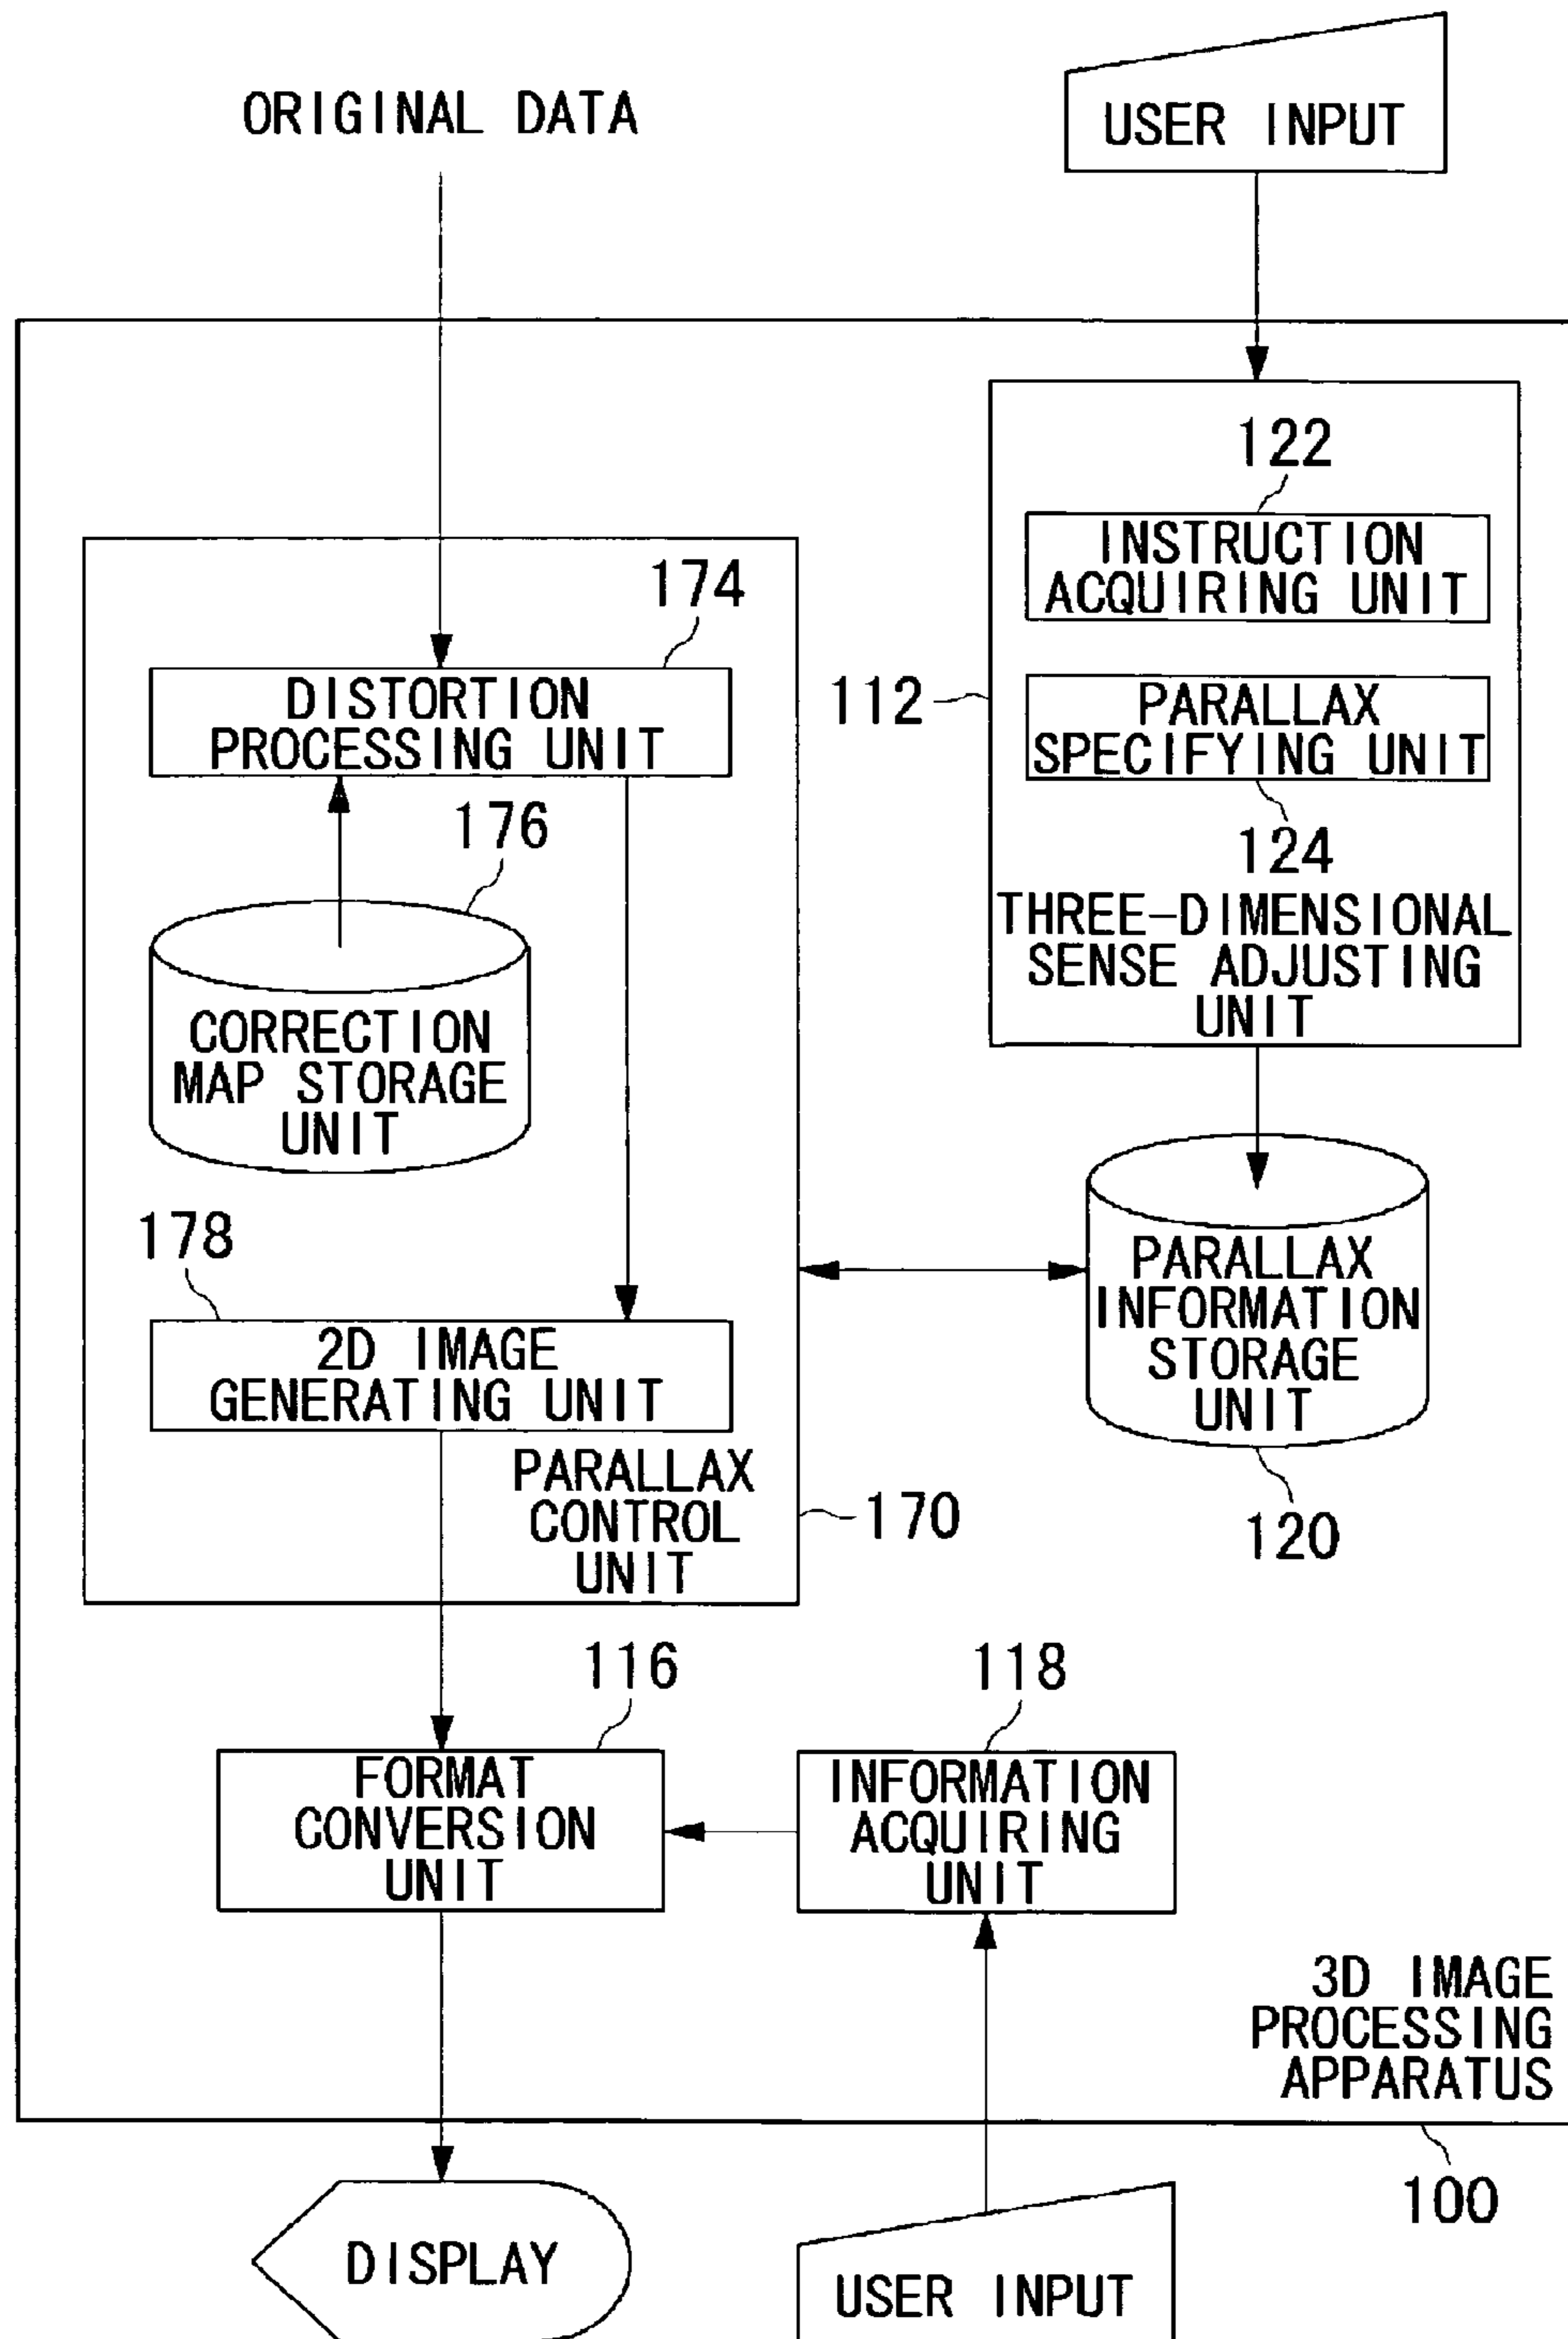 ORIGINAL DATA
USER INPUT
122
INSTRUCTION
ACQUIRING UNIT
174
DISTORTION
PROCESSING UNIT
112
PARALLAX
SPECIFYING UNIT
124
THREE-DIMENSIONAL
SENSE ADJUSTING
UNIT
176
CORRECTION
MAP STORAGE
UNIT
178
2D IMAGE
GENERATING UNIT
PARALLAX
CONTROL
UNIT
170
PARALLAX
INFORMATION
STORAGE
UNIT
120
116
FORMAT
CONVERSION
UNIT
118
INFORMATION
ACQUIRING
UNIT
3D IMAGE
PROCESSING
APPARATUS
100
DISPLAY
USER INPUT